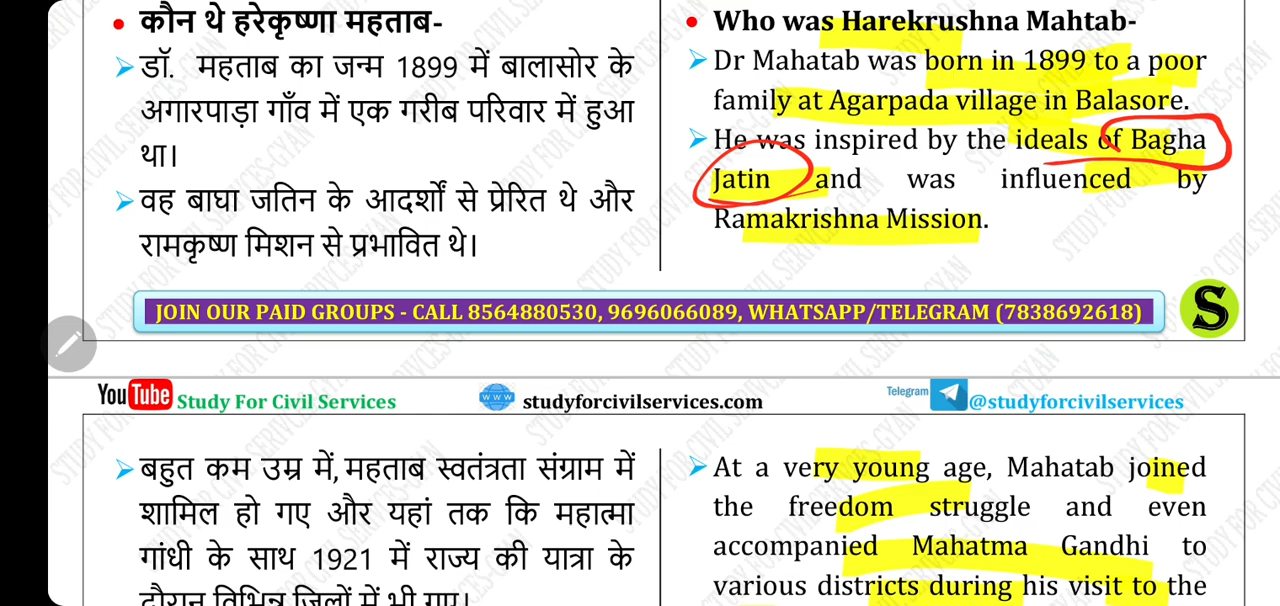 • कौन थे हरेकृष्णा महताब-
➢ डॉ. महताब का जन्म 1899 में बालासोर के
अगारपाड़ा गाँव में एक गरीब परिवार में हुआ
था।
➢ वह बाघा जतिन के आदर्शों से प्रेरित थे और
रामकृष्ण मिशन से प्रभावित थे।
• Who was Harekrushna Mahtab-
➢ Dr Mahatab was born in 1899 to a poor
family at Agarpada village in Balasore.
➢ He was inspired by the ideals of Bagha
Jatin and was influenced by
Ramakrishna Mission.
JOIN OUR PAID GROUPS - CALL 8564880530, 9696066089, WHATSAPP/TELEGRAM (7838692618)
S
YouTube Study For Civil Services
www studyforcivilservices.com
Telegram @studyforcivilservices
➢ बहुत कम उम्र में, महताब स्वतंत्रता संग्राम में
शामिल हो गए और यहां तक कि महात्मा
गांधी के साथ 1921 में राज्य की यात्रा के
दौरान विभिन्न जिलों में भी गए।
➢ At a very young age, Mahatab joined
the freedom struggle and even
accompanied Mahatma Gandhi to
various districts during his visit to the